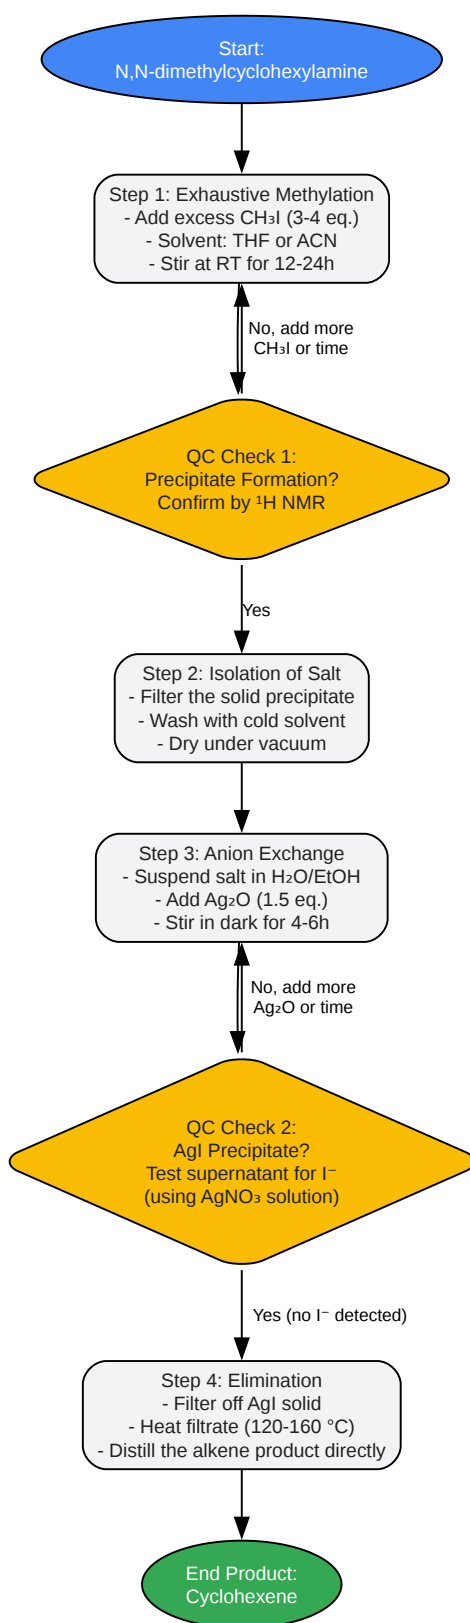 Start:
N,N-dimethylcyclohexylamine
Step 1: Exhaustive Methylation
- Add excess CH₃I (3-4 eq.)
- Solvent: THF or ACN
- Stir at RT for 12-24h
No, add more
CH₃I or time
QC Check 1:
Precipitate Formation?
Confirm by ¹H NMR
Yes
Step 2: Isolation of Salt
- Filter the solid precipitate
- Wash with cold solvent
- Dry under vacuum
Step 3: Anion Exchange
- Suspend salt in H₂O/EtOH
- Add Ag₂O (1.5 eq.)
- Stir in dark for 4-6h
No, add more
Ag₂O or time
QC Check 2:
AgI Precipitate?
Test supernatant for I⁻
(using AgNO₃ solution)
Yes (no I⁻ detected)
Step 4: Elimination
- Filter off AgI solid
- Heat filtrate (120-160 °C)
- Distill the alkene product directly
End Product:
Cyclohexene